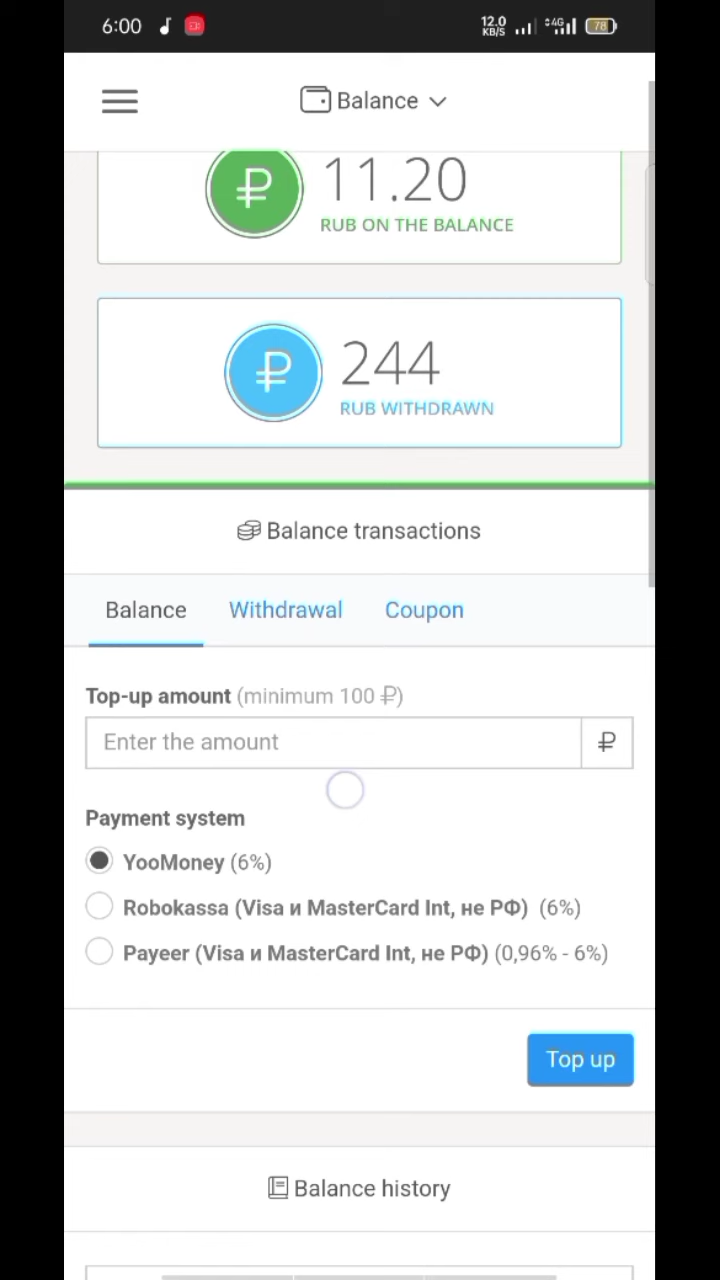 6:00 12.0 KB/S 4G 78
Balance
11.20
RUB ON THE BALANCE
244
RUB WITHDRAWN
Balance transactions
Balance Withdrawal Coupon
Top-up amount (minimum 100 ₽)
Enter the amount ₽
Payment system
YooMoney (6%)
Robokassa (Visa и MasterCard Int, не РФ) (6%)
Payeer (Visa и MasterCard Int, не РФ) (0,96% - 6%)
Top up
Balance history